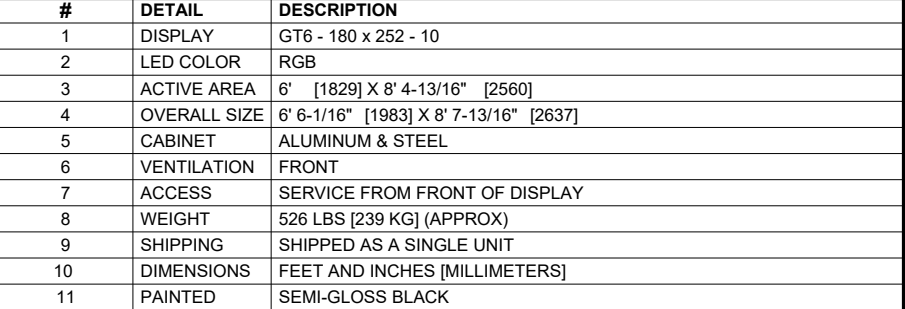 # DETAIL DESCRIPTION
1 DISPLAY GT6 - 180 x 252 - 10
2 LED COLOR RGB
3 ACTIVE AREA 6' [1829] X 8' 4-13/16" [2560]
4 OVERALL SIZE 6' 6-1/16" [1983] X 8' 7-13/16" [2637]
5 CABINET ALUMINUM & STEEL
6 VENTILATION FRONT
7 ACCESS SERVICE FROM FRONT OF DISPLAY
8 WEIGHT 526 LBS [239 KG] (APPROX)
9 SHIPPING SHIPPED AS A SINGLE UNIT
10 DIMENSIONS FEET AND INCHES [MILLIMETERS]
11 PAINTED SEMI-GLOSS BLACK